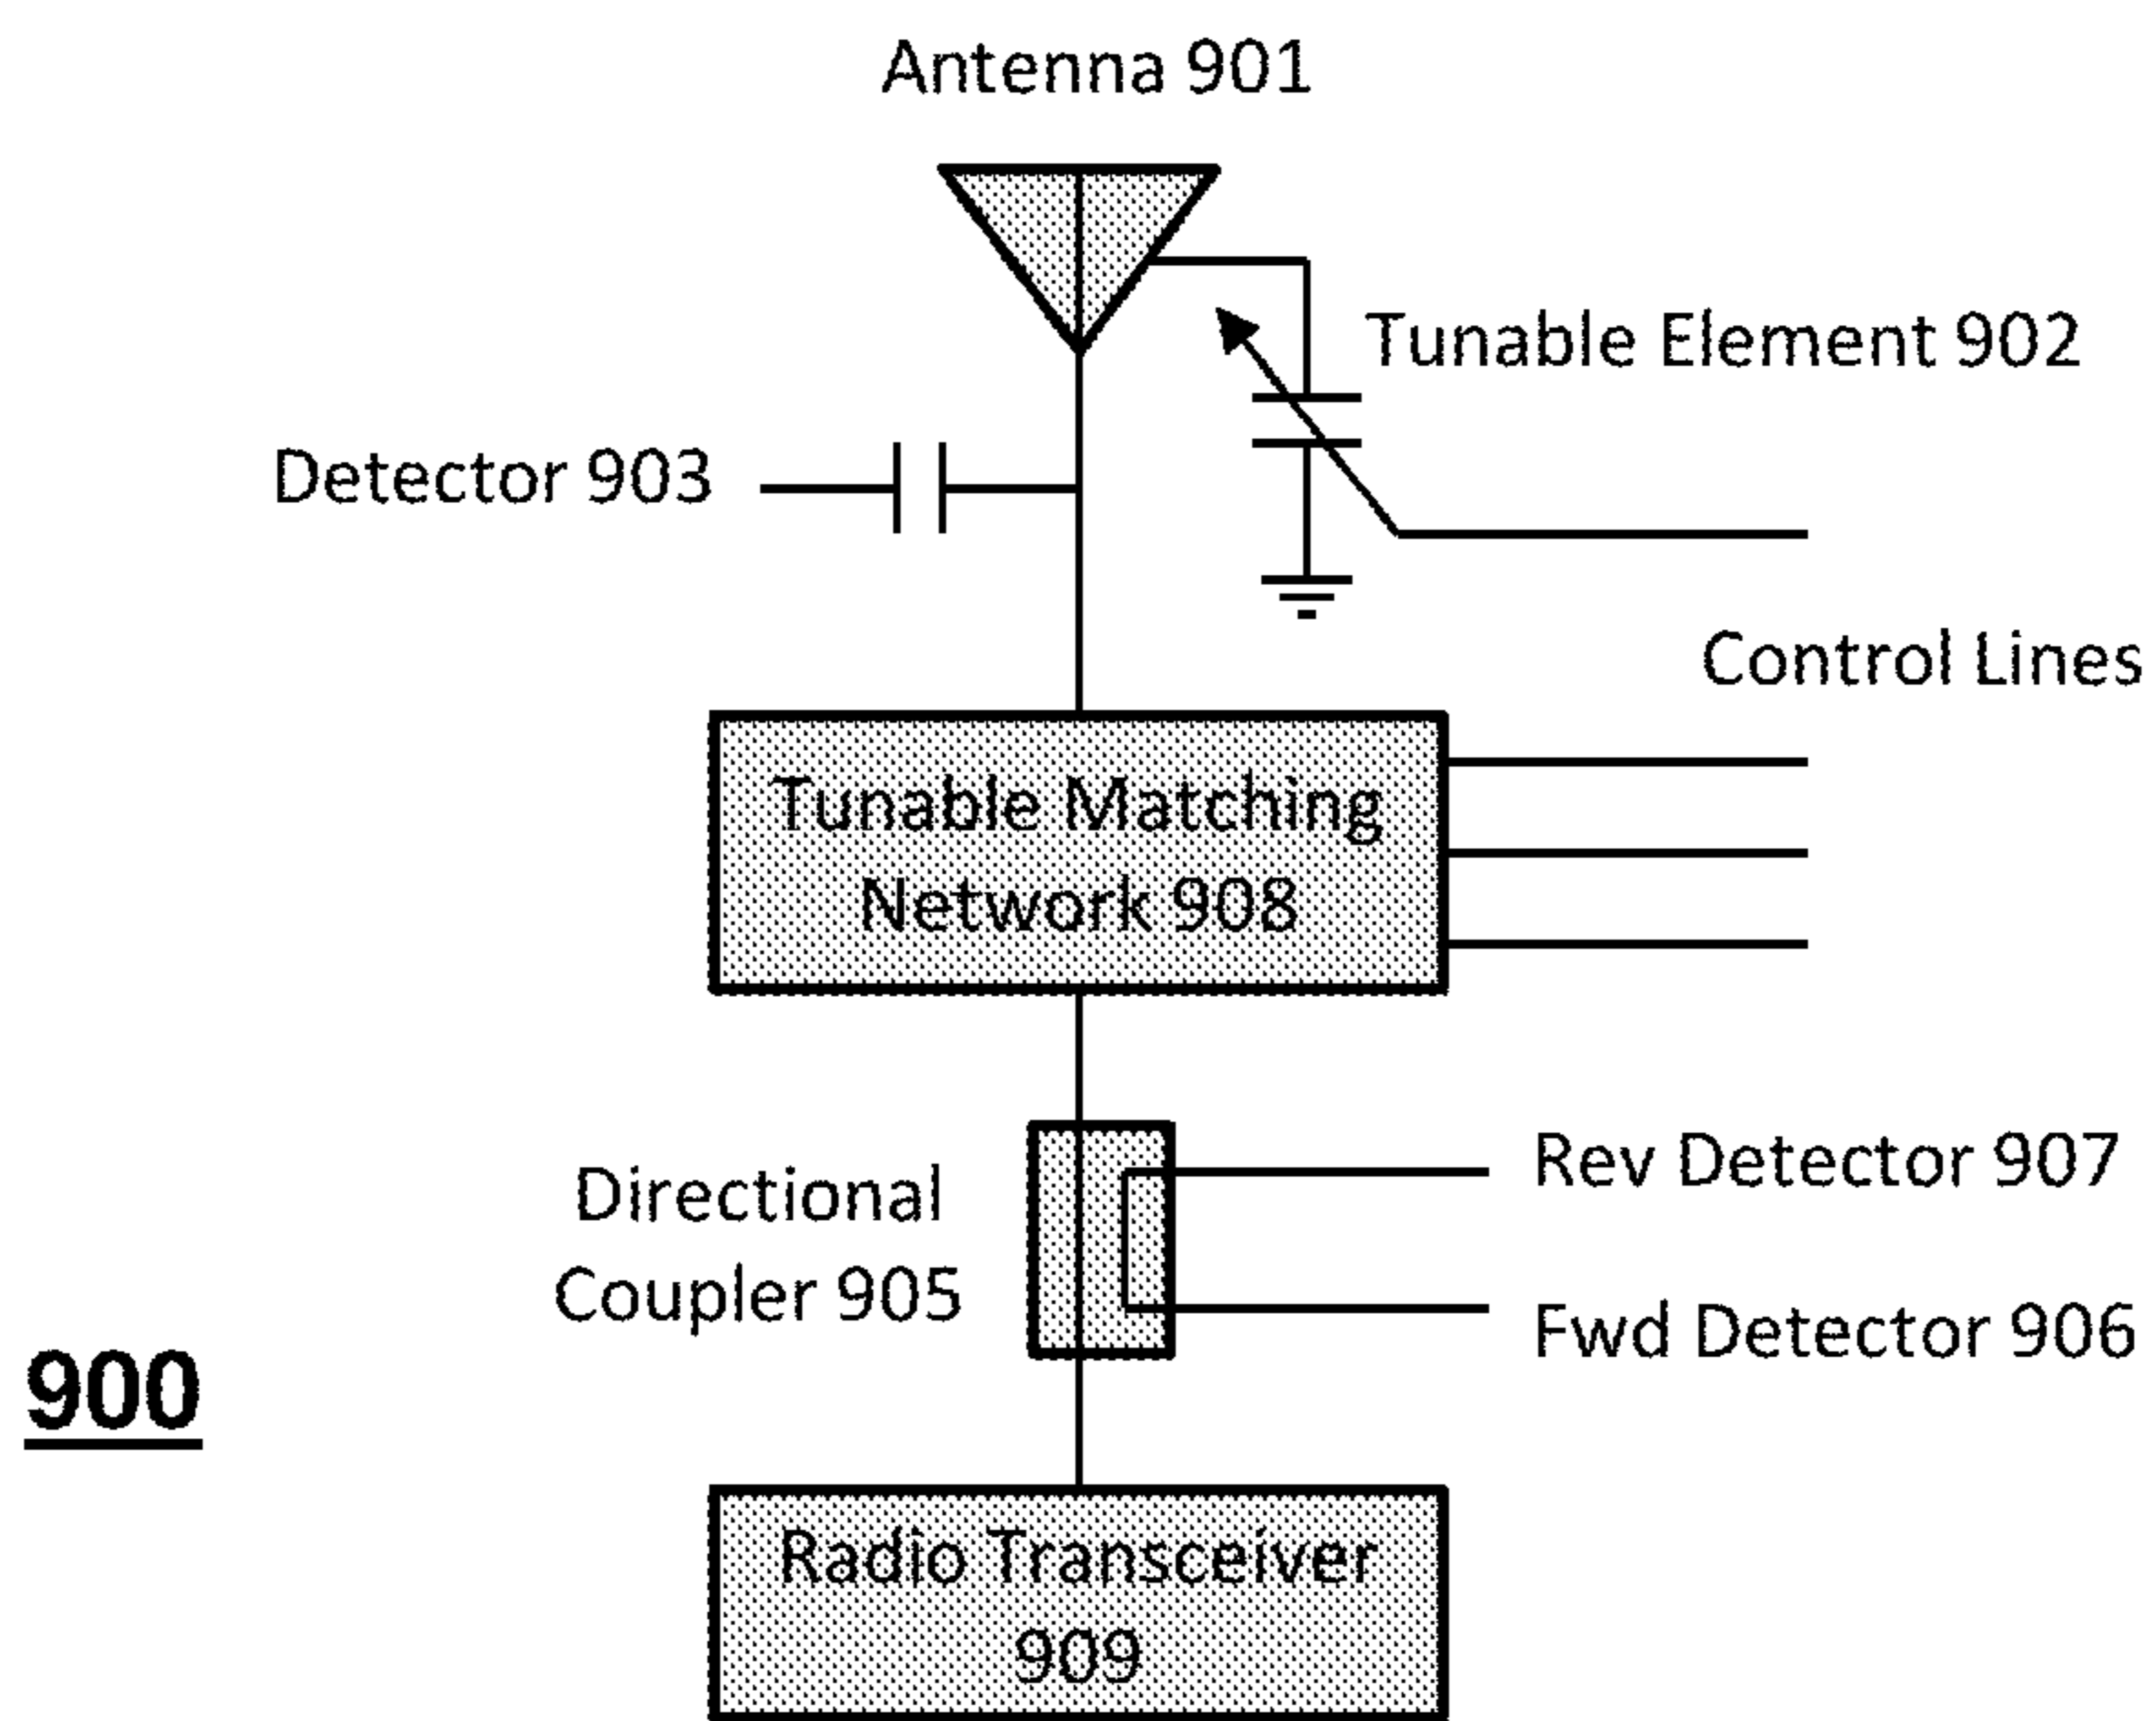 Antenna 901
Tunable Element 902
Detector 903
Control Lines
Tunable Matching
Network 908
Directional
Coupler 905
Rev Detector 907
Fwd Detector 906
900
Radio Transceiver
909